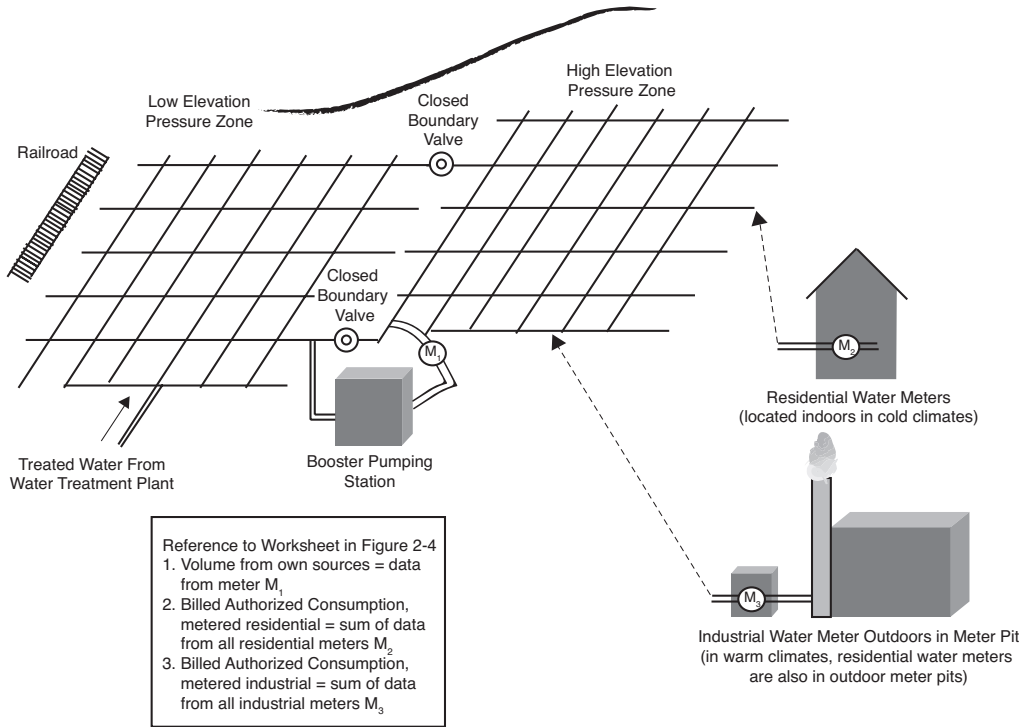 High Elevation
Pressure Zone
Low Elevation
Pressure Zone
Closed
Boundary
Valve
Railroad
Closed
Boundary
Valve
M₁
M₂
Residential Water Meters
(located indoors in cold climates)
Treated Water From
Water Treatment Plant
Booster Pumping
Station
Reference to Worksheet in Figure 2-4
1. Volume from own sources = data
from meter M₁
2. Billed Authorized Consumption,
metered residential = sum of data
from all residential meters M₂
3. Billed Authorized Consumption,
metered industrial = sum of data
from all industrial meters M₃
M₃
Industrial Water Meter Outdoors in Meter Pit
(in warm climates, residential water meters
are also in outdoor meter pits)